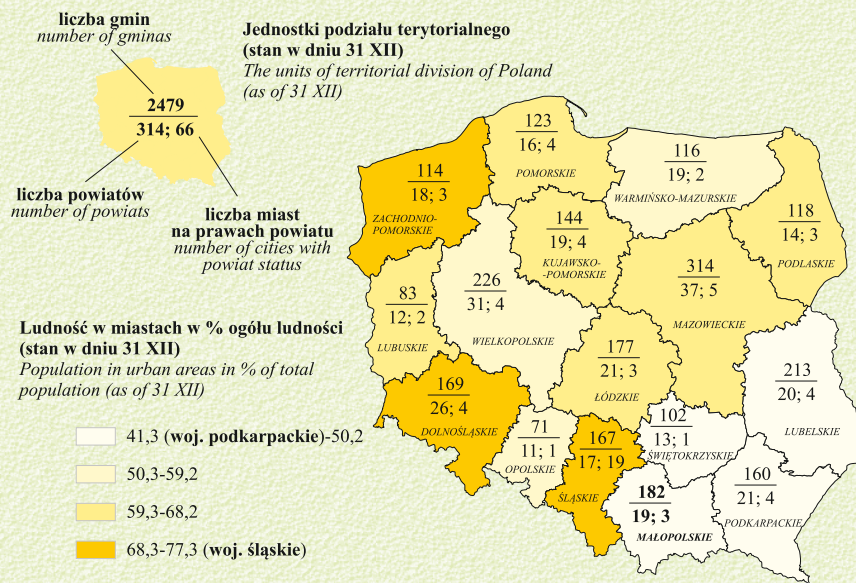 liczba gmin
number of gminas
2479
314; 66
liczba powiatów
number of powiats
liczba miast
na prawach powiatu
number of cities with
powiat status
Jednostki podziału terytorialnego
(stan w dniu 31 XII)
The units of territorial division of Poland
(as of 31 XII)
Ludność w miastach w % ogółu ludności
(stan w dniu 31 XII)
Population in urban areas in % of total
population (as of 31 XII)
41,3 (woj. podkarpackie)-50,2
50,3-59,2
59,3-68,2
68,3-77,3 (woj. śląskie)
114
18; 3
ZACHODNIO-
POMORSKIE
123
16; 4
POMORSKIE
116
19; 2
WARMIŃSKO-MAZURSKIE
118
14; 3
PODLASKIE
144
19; 4
KUJAWSKO-
-POMORSKIE
83
12; 2
LUBUSKIE
226
31; 4
WIELKOPOLSKIE
314
37; 5
MAZOWIECKIE
177
21; 3
ŁÓDZKIE
169
26; 4
DOLNOŚLĄSKIE
71
11; 1
OPOLSKIE
167
17; 19
ŚLĄSKIE
102
13; 1
ŚWIĘTOKRZYSKIE
213
20; 4
LUBELSKIE
182
19; 3
MAŁOPOLSKIE
160
21; 4
PODKARPACKIE